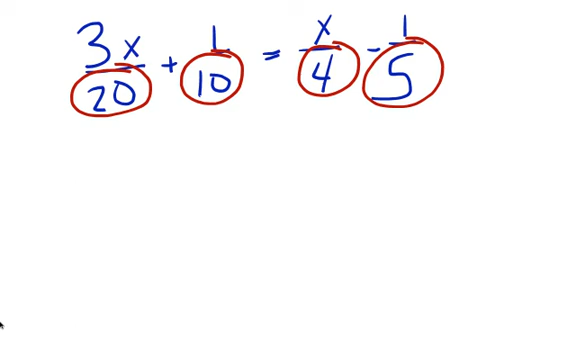 3x/20 + 1/10 = x/4 - 1/5